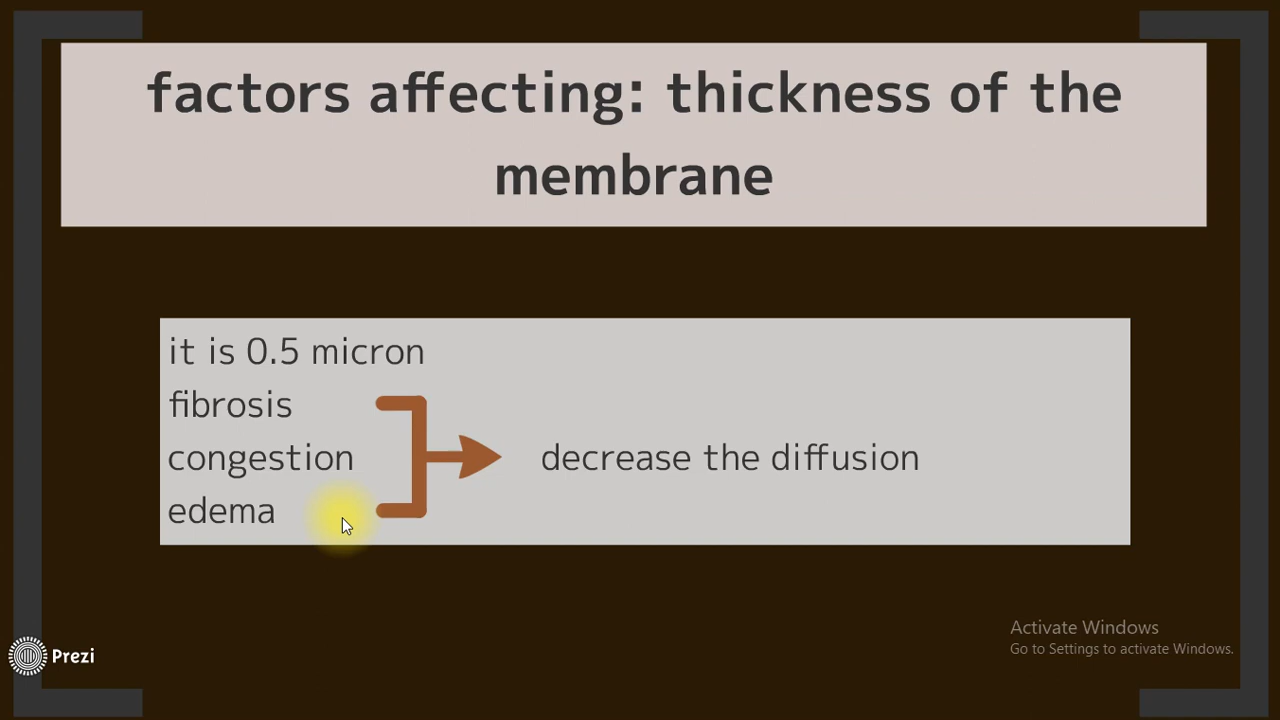 factors affecting: thickness of the
membrane
it is 0.5 micron
fibrosis
congestion decrease the diffusion
edema
Activate Windows
Go to Settings to activate Windows.
Prezi